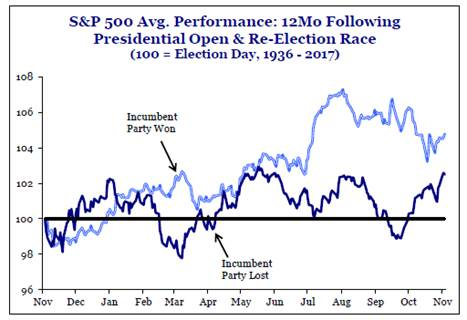 S&P 500 Avg. Performance: 12Mo Following
Presidential Open & Re-Election Race
(100 = Election Day, 1936 - 2017)
108
106
104
102
100
98
96
Incumbent
Party Won
Incumbent
Party Lost
Nov Dec Jan Feb Mar Apr May Jun Jul Aug Sep Oct Nov